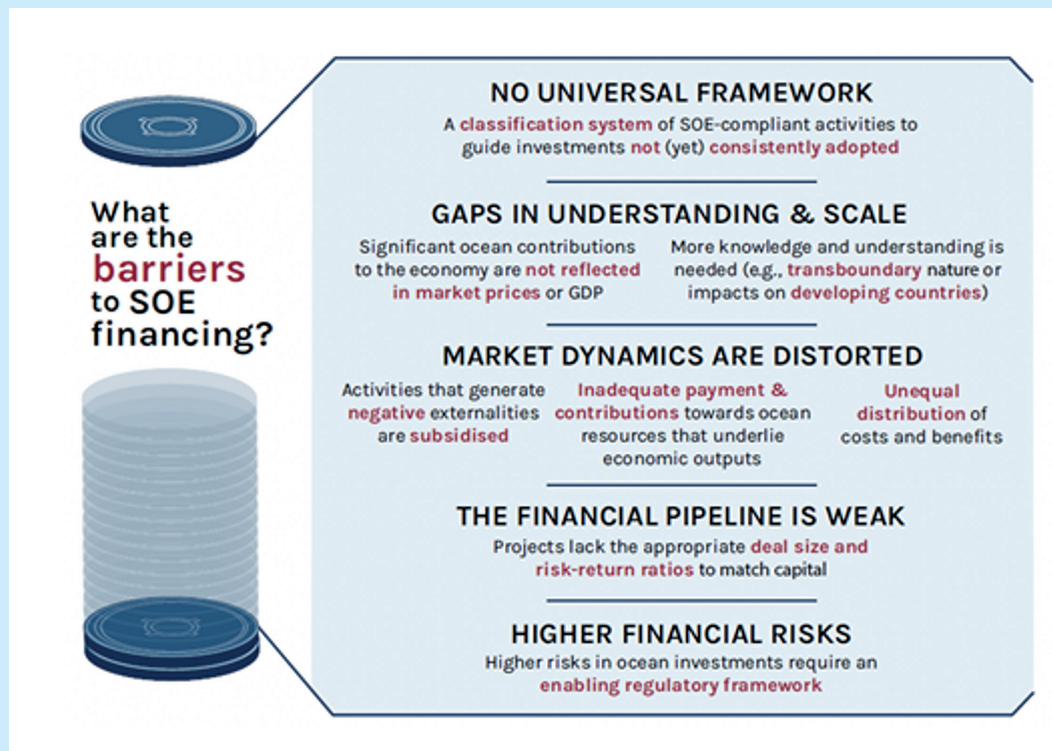 What
are the
barriers
to SOE
financing?
NO UNIVERSAL FRAMEWORK
A classification system of SOE-compliant activities to
guide investments not (yet) consistently adopted
GAPS IN UNDERSTANDING & SCALE
Significant ocean contributions
to the economy are not reflected
in market prices or GDP
More knowledge and understanding is
needed (e.g., transboundary nature or
impacts on developing countries)
MARKET DYNAMICS ARE DISTORTED
Activities that generate
negative externalities
are subsidised
Inadequate payment &
contributions towards ocean
resources that underlie
economic outputs
Unequal
distribution of
costs and benefits
THE FINANCIAL PIPELINE IS WEAK
Projects lack the appropriate deal size and
risk-return ratios to match capital
HIGHER FINANCIAL RISKS
Higher risks in ocean investments require an
enabling regulatory framework